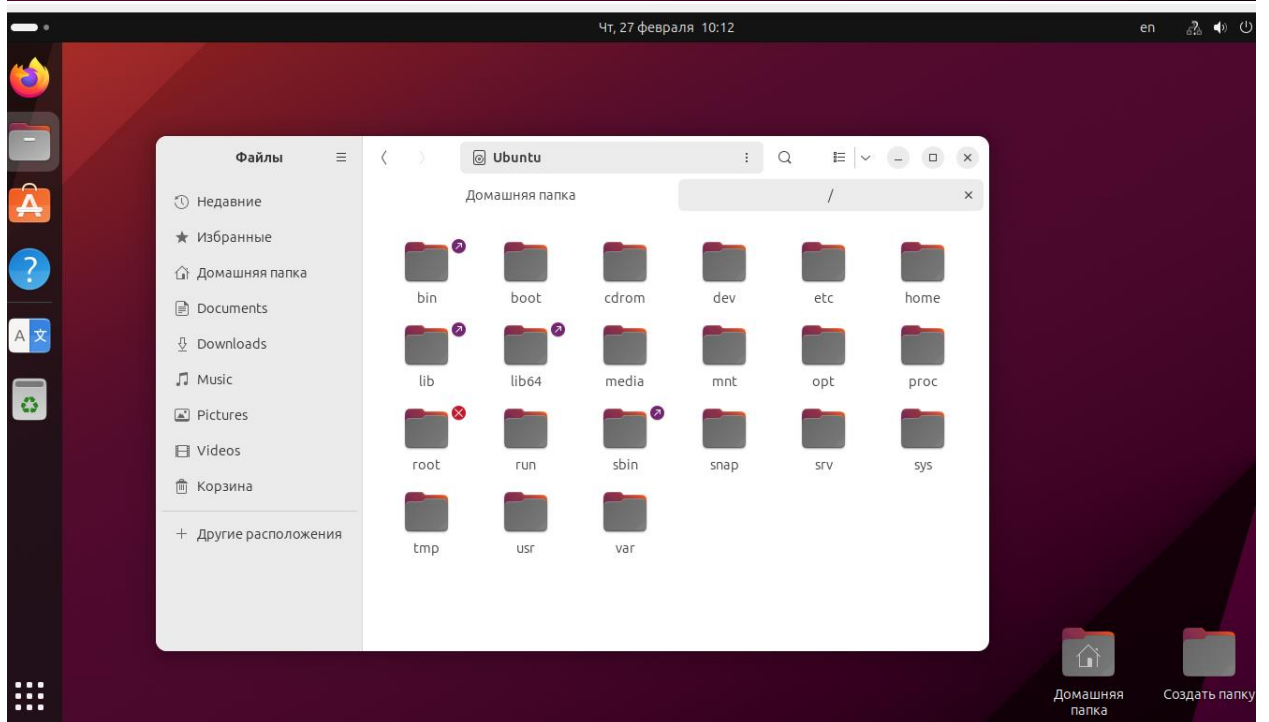 Чт, 27 февраля 10:12
en
Файлы
Ubuntu
Домашняя папка
/
Недавние
Избранные
Домашняя папка
Documents
Downloads
Music
Pictures
Videos
Корзина
Другие расположения
bin boot cdrom dev etc home
lib lib64 media mnt opt proc
root run sbin snap srv sys
tmp usr var
A 文
Домашняя
папка
Создать папку